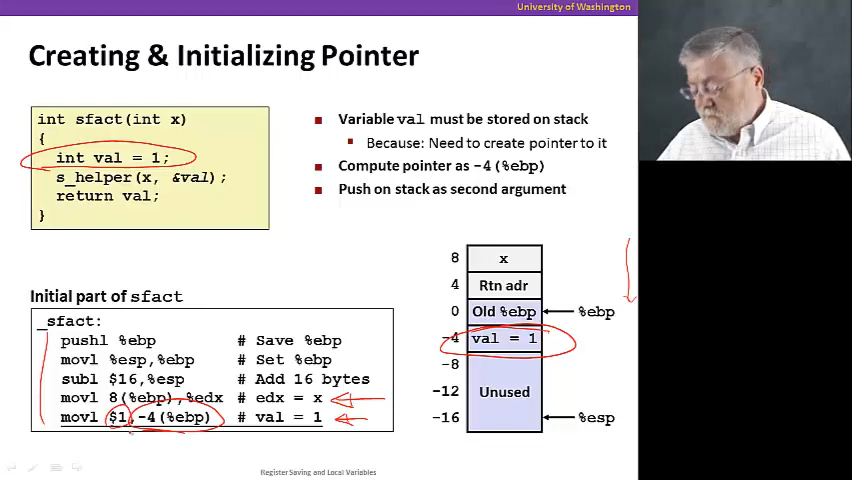 University of Washington
Creating & Initializing Pointer
int sfact(int x)
{
int val = 1;
s_helper(x, &val);
return val;
}
■ Variable val must be stored on stack
■ Because: Need to create pointer to it
■ Compute pointer as -4(%ebp)
■ Push on stack as second argument
Initial part of sfact
_sfact:
pushl %ebp # Save %ebp
movl %esp,%ebp # Set %ebp
subl $16,%esp # Add 16 bytes
movl 8(%ebp),%edx # edx = x
movl $1,-4(%ebp) # val = 1
8 x
4 Rtn adr
0 Old %ebp %ebp
-4 val = 1
-8
-12 Unused
-16 %esp
Register Saving and Local Variables